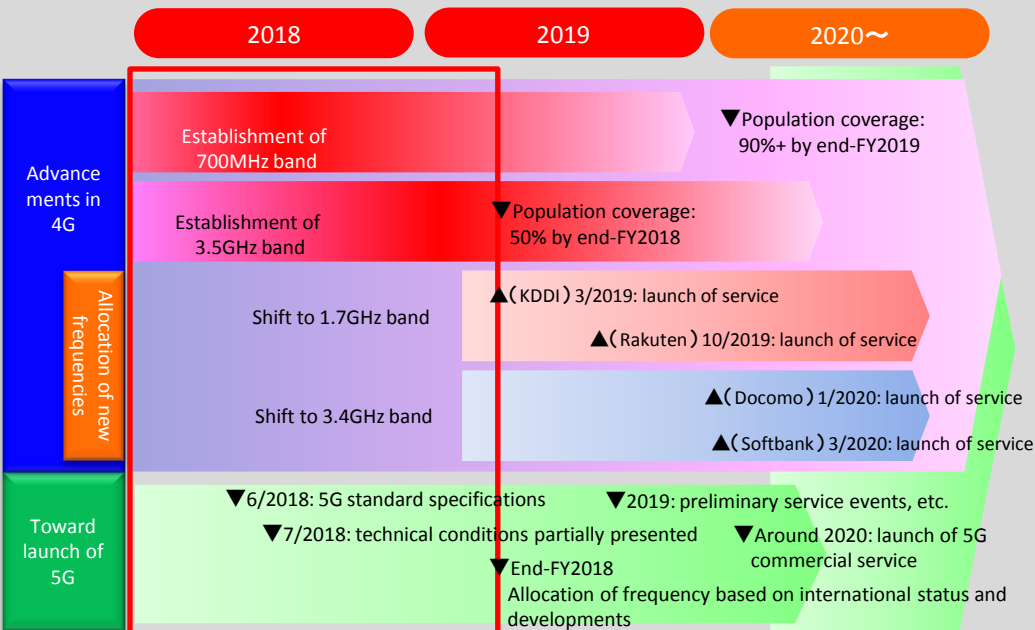 2018
2019
2020〜
Advance
ments in
4G
Establishment of
700MHz band
▼Population coverage:
90%+ by end-FY2019
Establishment of
3.5GHz band
▼Population coverage:
50% by end-FY2018
Allocation of new
frequencies
Shift to 1.7GHz band
▲(KDDI) 3/2019: launch of service
▲(Rakuten) 10/2019: launch of service
Shift to 3.4GHz band
▲(Docomo) 1/2020: launch of service
▲(Softbank) 3/2020: launch of service
Toward
launch of
5G
▼6/2018: 5G standard specifications
▼2019: preliminary service events, etc.
▼7/2018: technical conditions partially presented
▼Around 2020: launch of 5G
commercial service
▼End-FY2018
Allocation of frequency based on international status and
developments